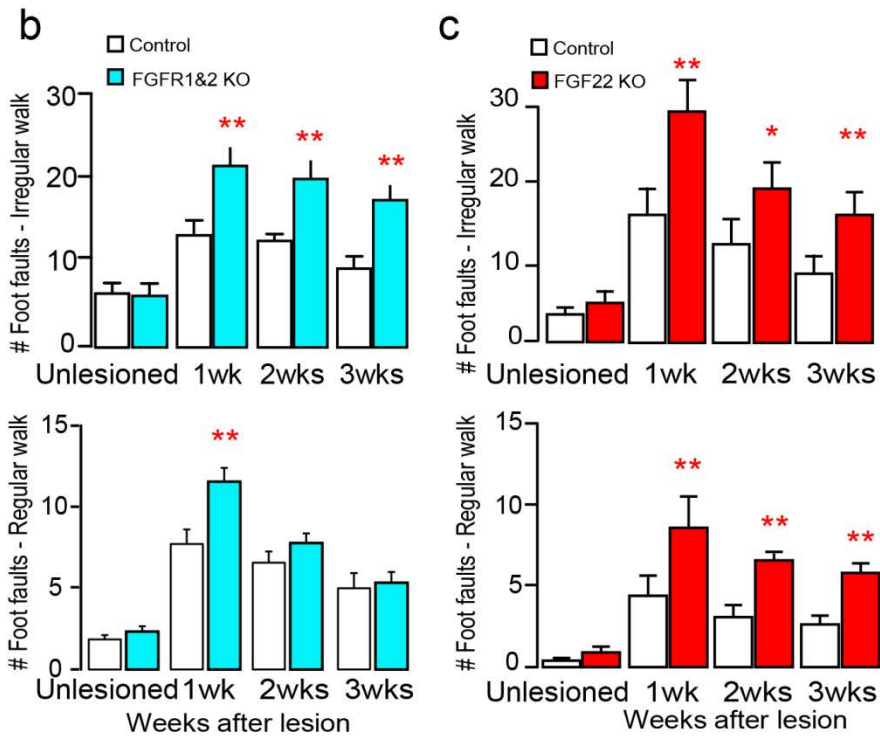 b
Control
FGFR1&2 KO
# Foot faults - Irregular walk
30
20
10
0
**
**
**
Unlesioned 1wk 2wks 3wks
# Foot faults - Regular walk
15
10
5
0
**
Unlesioned 1wk 2wks 3wks
Weeks after lesion
c
Control
FGF22 KO
# Foot faults - Irregular walk
30
20
10
0
**
*
**
Unlesioned 1wk 2wks 3wks
# Foot faults - Regular walk
15
10
5
0
**
**
**
Unlesioned 1wk 2wks 3wks
Weeks after lesion